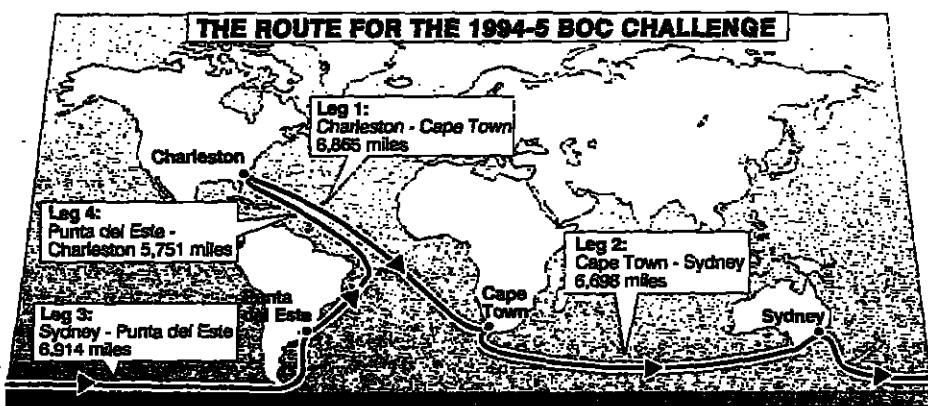 THE ROUTE FOR THE 1994-5 BOC CHALLENGE
Leg 1:
Charleston - Cape Town
6,865 miles
Charleston
Leg 4:
Punta del Este -
Charleston 5,751 miles
Leg 2:
Cape Town - Sydney
6,698 miles
Leg 3:
Sydney - Punta del Este
6,914 miles
del Este
Cape
Town
Sydney